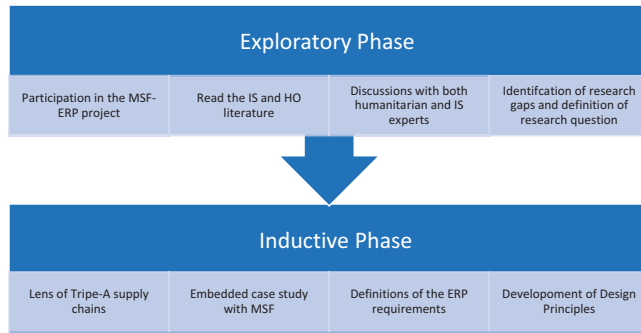 Exploratory Phase
Participation in the MSF-
ERP project
Read the IS and HO
literature
Discussions with both
humanitarian and IS
experts
Identifcation of research
gaps and definition of
research question
Inductive Phase
Lens of Tripe-A supply
chains
Embedded case study
with MSF
Definitions of the ERP
requirements
Developoment of Design
Principles